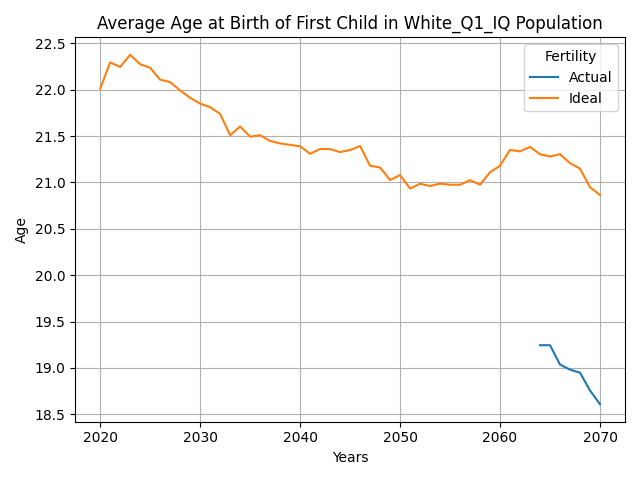 Average Age at Birth of First Child in White_Q1_IQ Population
22.5
22.0
21.5
21.0
20.5
20.0
19.5
19.0
18.5
Age
Fertility
Actual
Ideal
2020 2030 2040 2050 2060 2070
Years